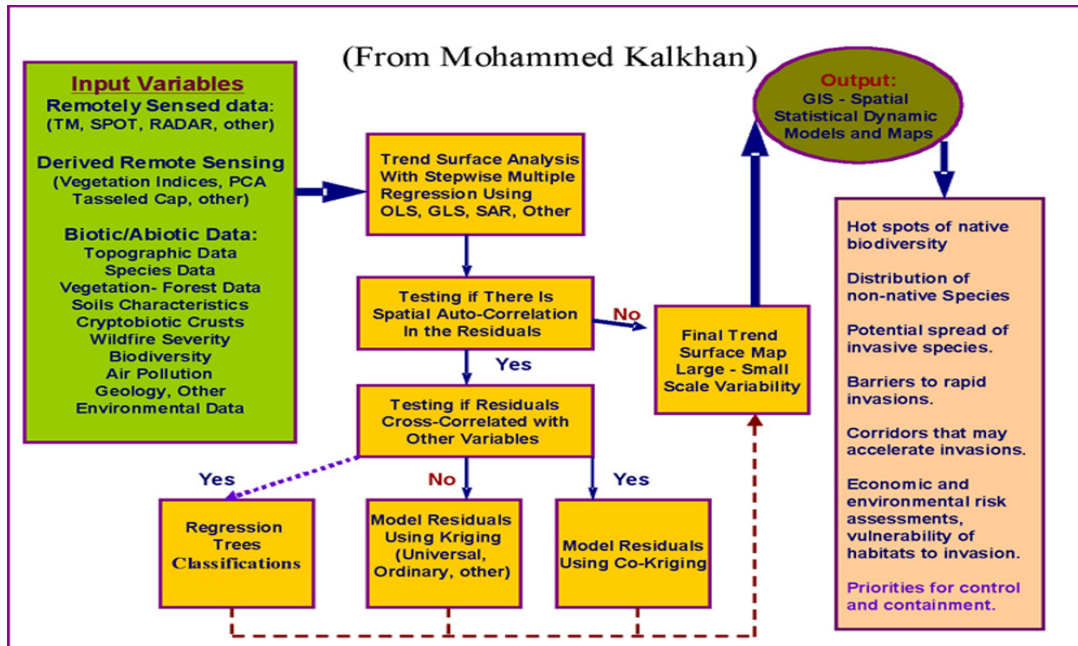 (From Mohammed Kalkhan)
Input Variables
Remotely Sensed data:
(TM, SPOT, RADAR, other)
Derived Remote Sensing
(Vegetation Indices, PCA
Tasseled Cap, other)
Biotic/Abiotic Data:
Topographic Data
Species Data
Vegetation- Forest Data
Soils Characteristics
Cryptobiotic Crusts
Wildfire Severity
Biodiversity
Air Pollution
Geology, Other
Environmental Data
Trend Surface Analysis
With Stepwise Multiple
Regression Using
OLS, GLS, SAR, Other
Testing if There Is
Spatial Auto-Correlation
In the Residuals
No
Yes
Testing if Residuals
Cross-Correlated with
Other Variables
Yes
No
Yes
Regression
Trees
Classifications
Model Residuals
Using Kriging
(Universal,
Ordinary, other)
Model Residuals
Using Co-Kriging
Final Trend
Surface Map
Large - Small
Scale Variability
Output:
GIS - Spatial
Statistical Dynamic
Models and Maps
Hot spots of native
biodiversity
Distribution of
non-native Species
Potential spread of
invasive species.
Barriers to rapid
invasions.
Corridors that may
accelerate invasions.
Economic and
environmental risk
assessments,
vulnerability of
habitats to invasion.
Priorities for control
and containment.